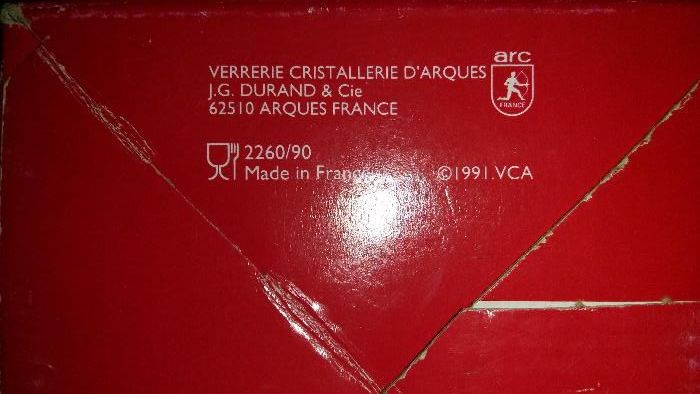 arc
VERRERIE CRISTALLERIE D'ARQUES
J.G. DURAND & Cie
62510 ARQUES FRANCE
FRANCE
2260/90
Made in France
©1991.VCA